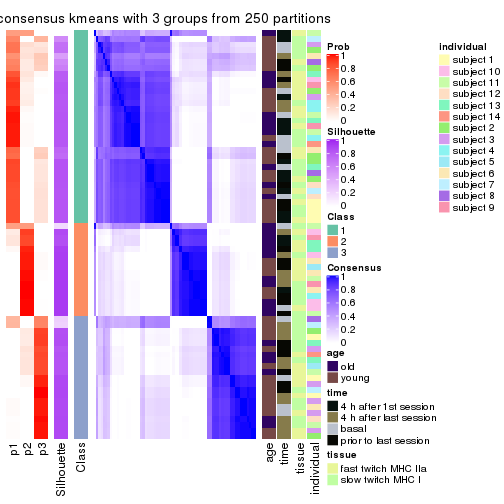 consensus kmeans with 3 groups from 250 partitions
Prob
1
0.8
0.6
0.4
0.2
0
Silhouette
1
0.8
0.6
0.4
0.2
0
Class
1
2
3
Consensus
1
0.8
0.6
0.4
0.2
0
age
old
young
time
4 h after 1st session
4 h after last session
basal
prior to last session
tissue
fast twitch MHC IIa
slow twitch MHC I
individual
subject 1
subject 10
subject 11
subject 12
subject 13
subject 14
subject 2
subject 3
subject 4
subject 5
subject 6
subject 7
subject 8
subject 9
p1
p2
p3
Silhouette
Class
age
time
tissue
individual